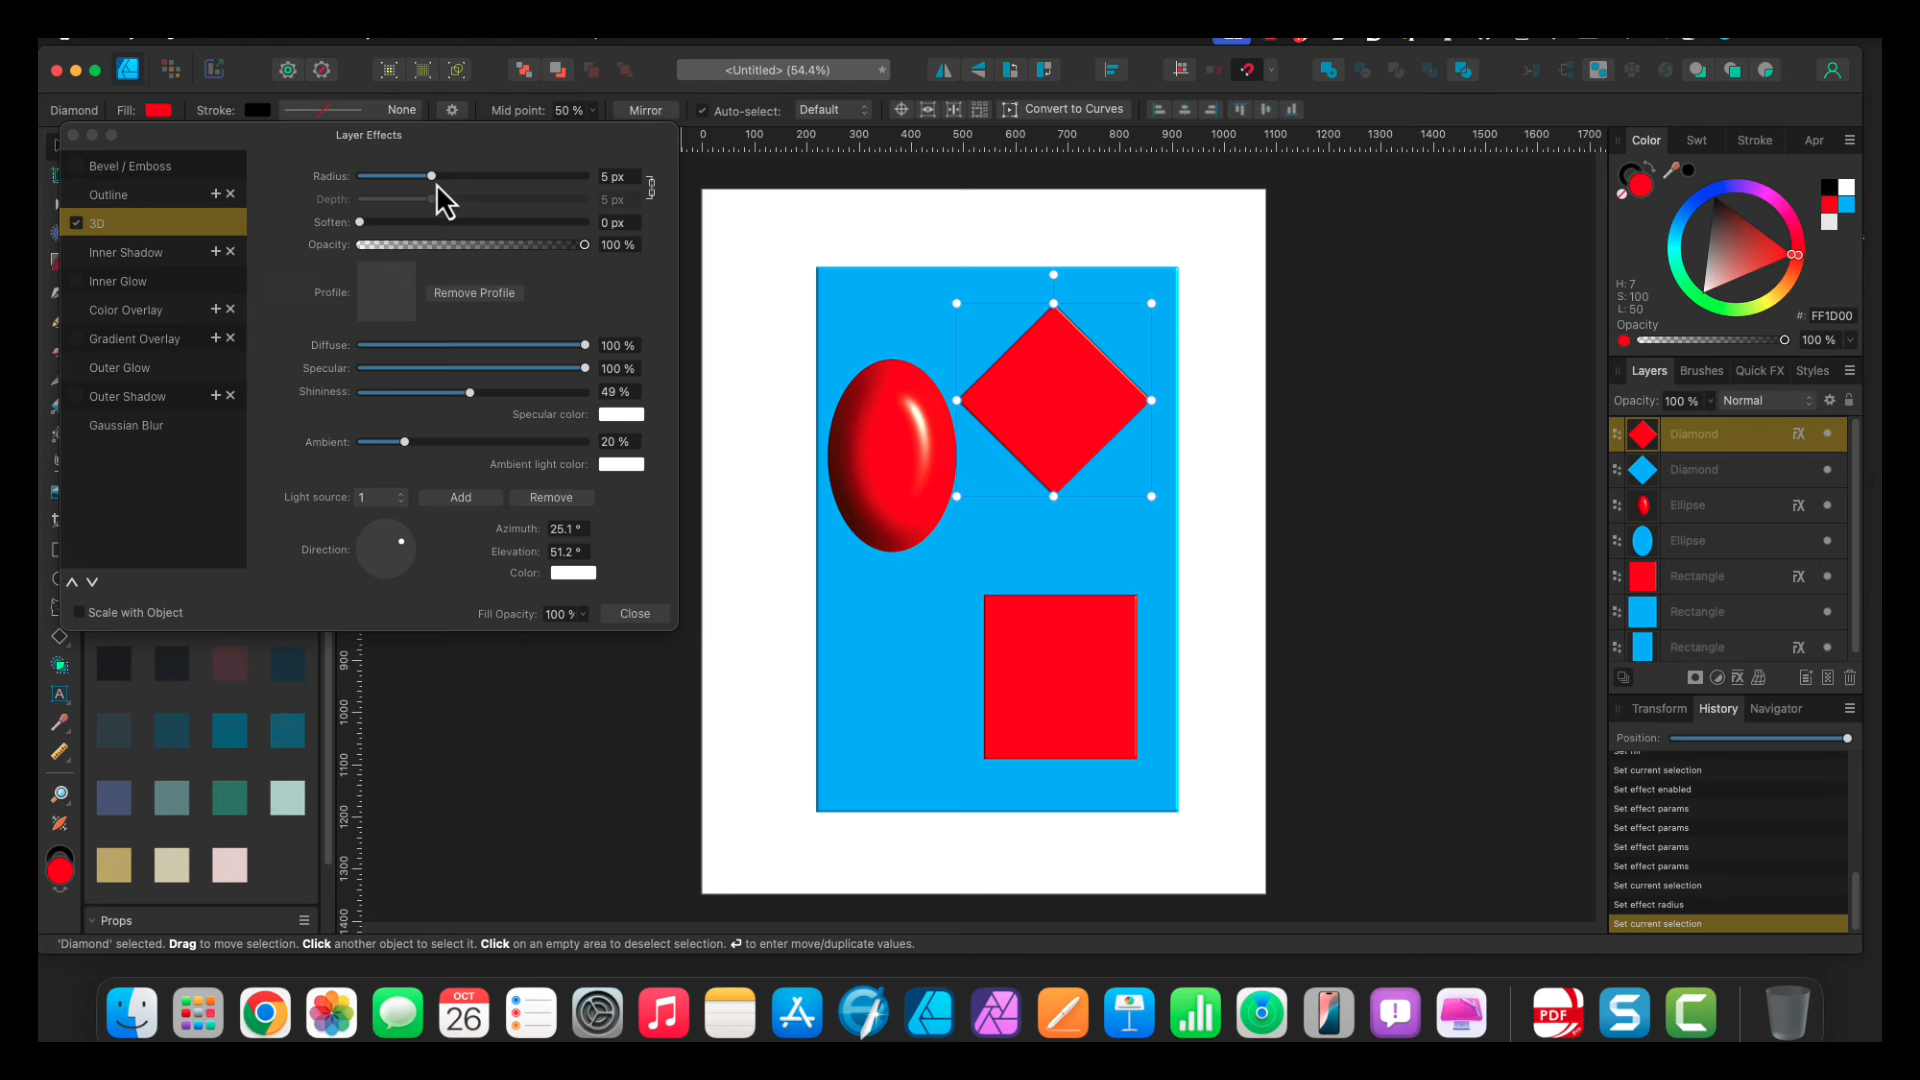 <Untitled> (54.4%)
*
Diamond
Fill:
Stroke:
None
Mid point:
50 %
Mirror
Auto-select:
Default
Convert to Curves
Layer Effects
Bevel / Emboss
Outline
3D
Inner Shadow
Inner Glow
Color Overlay
Gradient Overlay
Outer Glow
Outer Shadow
Gaussian Blur
Scale with Object
Radius:
5 px
Depth:
5 px
Soften:
0 px
Opacity:
100 %
Profile:
Remove Profile
Diffuse:
100 %
Specular:
100 %
Shininess:
49 %
Specular color:
Ambient:
20 %
Ambient light color:
Light source:
1
Add
Remove
Direction:
Azimuth:
25.1 °
Elevation:
51.2 °
Color:
Fill Opacity:
100 %
Close
0 100 200 300 400 500 600 700 800 900 1000 1100 1200 1300 1400 1500 1600 1700
900
1000
1100
1200
1300
1400
Props
Color
Swt
Stroke
Apr
H: 7
S: 100
L: 50
#:
FF1D00
Opacity
100 %
Layers
Brushes
Quick FX
Styles
Opacity:
100 %
Normal
Diamond
Diamond
Ellipse
Ellipse
Rectangle
Rectangle
Rectangle
Transform
History
Navigator
Position:
Set fill
Set current selection
Set effect enabled
Set effect params
Set effect params
Set effect params
Set effect params
Set current selection
Set effect radius
Set current selection
'Diamond' selected. Drag to move selection. Click another object to select it. Click on an empty area to deselect selection. ↵ to enter move/duplicate values.
OCT
26
PDF